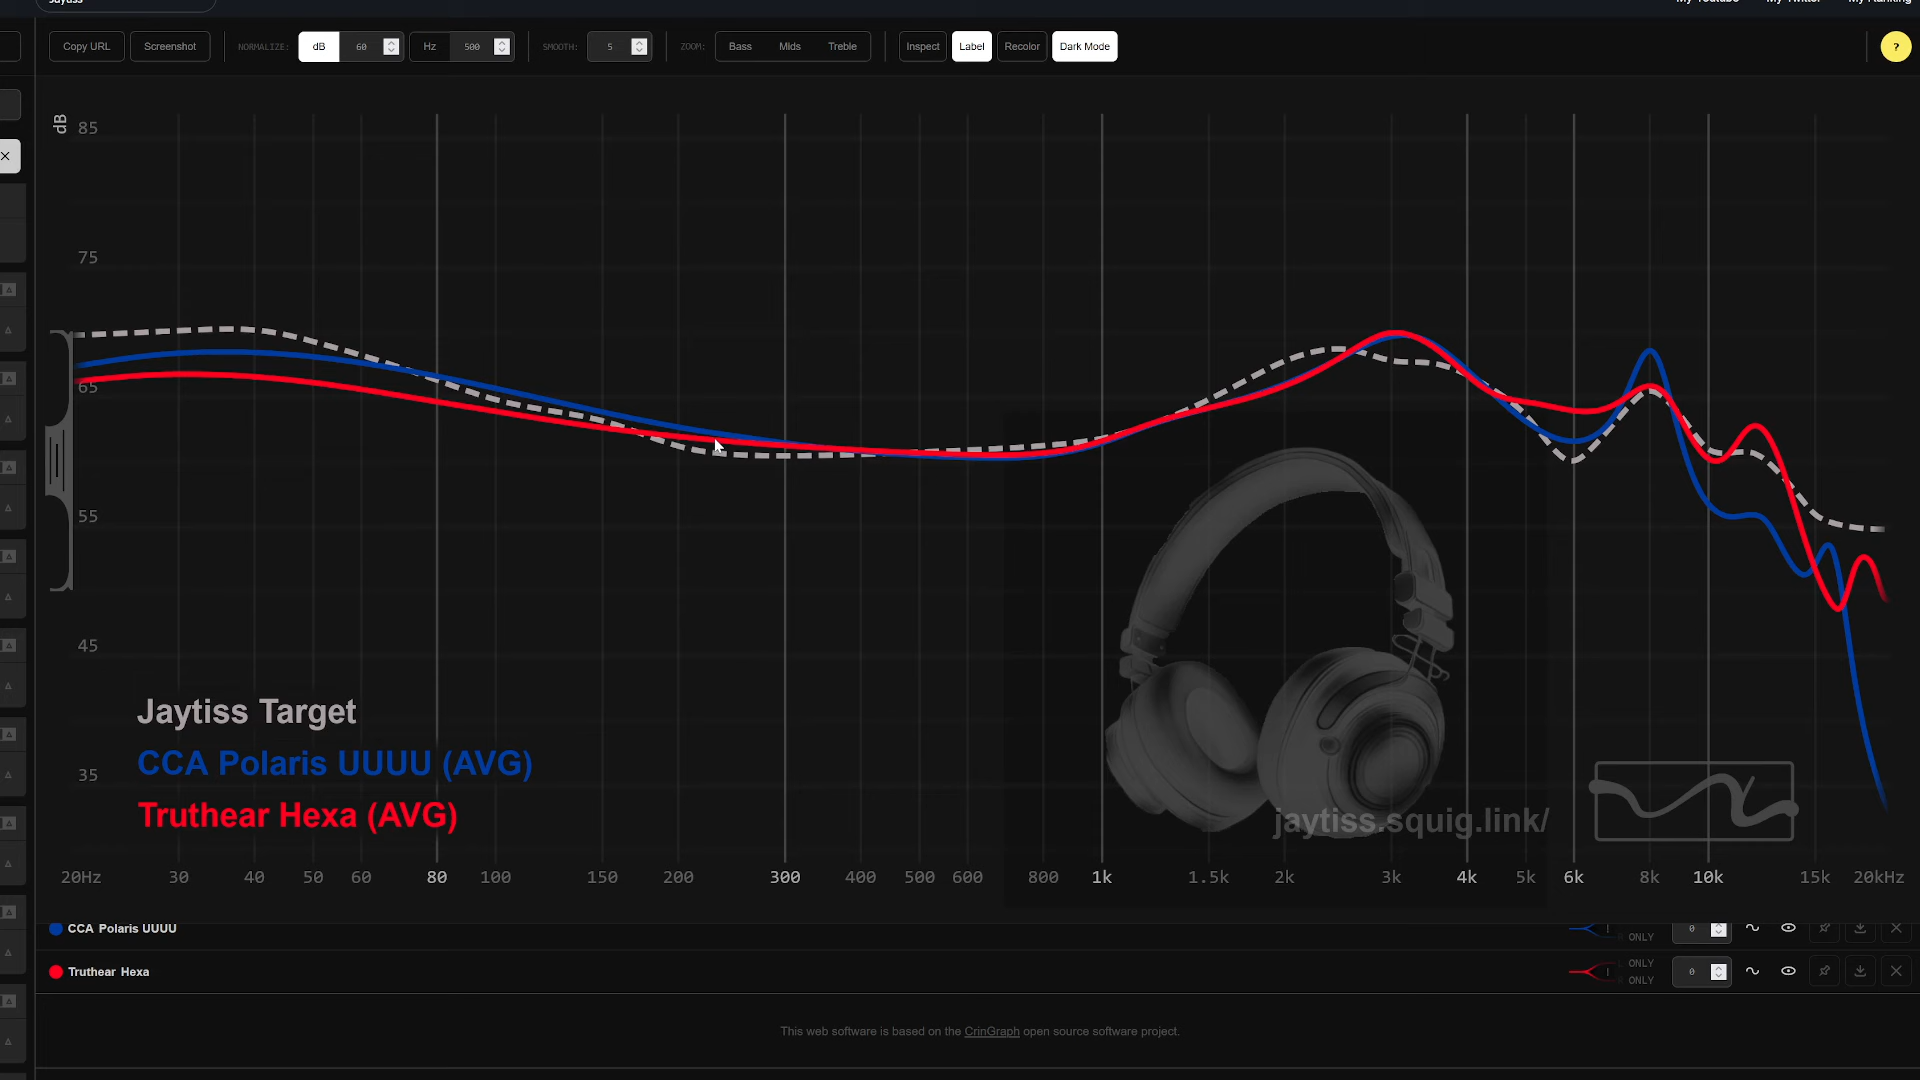 Copy URL Screenshot NORMALIZE: dB 60 Hz 500 SMOOTH: 5 ZOOM: Bass Mids Treble Inspect Label Recolor Dark Mode ?
dB
85
75
65
55
45
35
Jaytiss Target
CCA Polaris UUUU (AVG)
Truthear Hexa (AVG)
jaytiss.squig.link/
20Hz 30 40 50 60 80 100 150 200 300 400 500 600 800 1k 1.5k 2k 3k 4k 5k 6k 8k 10k 15k 20kHz
CCA Polaris UUUU ONLY 0
Truthear Hexa ONLY 0
ONLY
This web software is based on the CrinGraph open source software project.